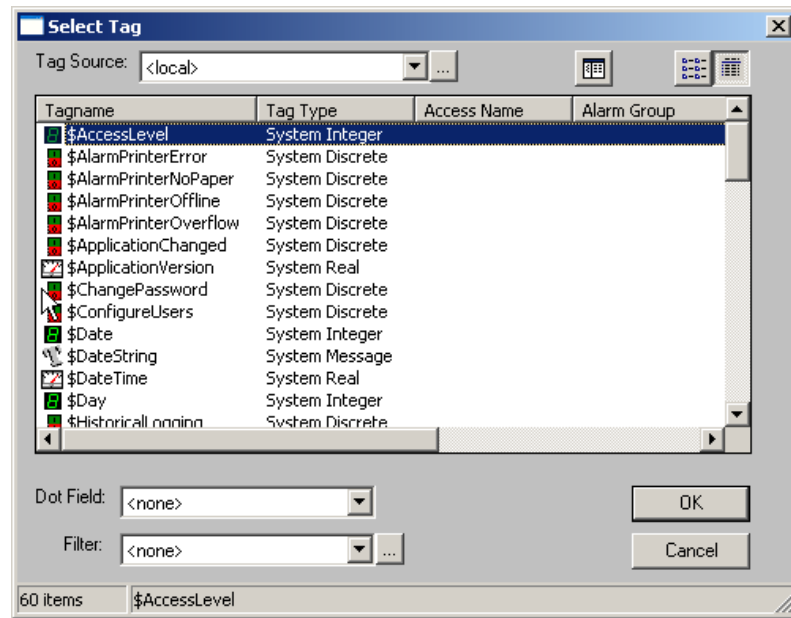 Select Tag
Tag Source: <local> ...
Tagname Tag Type Access Name Alarm Group
$AccessLevel System Integer
$AlarmPrinterError System Discrete
$AlarmPrinterNoPaper System Discrete
$AlarmPrinterOffline System Discrete
$AlarmPrinterOverflow System Discrete
$ApplicationChanged System Discrete
$ApplicationVersion System Real
$ChangePassword System Discrete
$ConfigureUsers System Discrete
$Date System Integer
$DateString System Message
$DateTime System Real
$Day System Integer
$HistoricalLogging System Discrete
Dot Field: <none> OK
Filter: <none> ... Cancel
60 items $AccessLevel